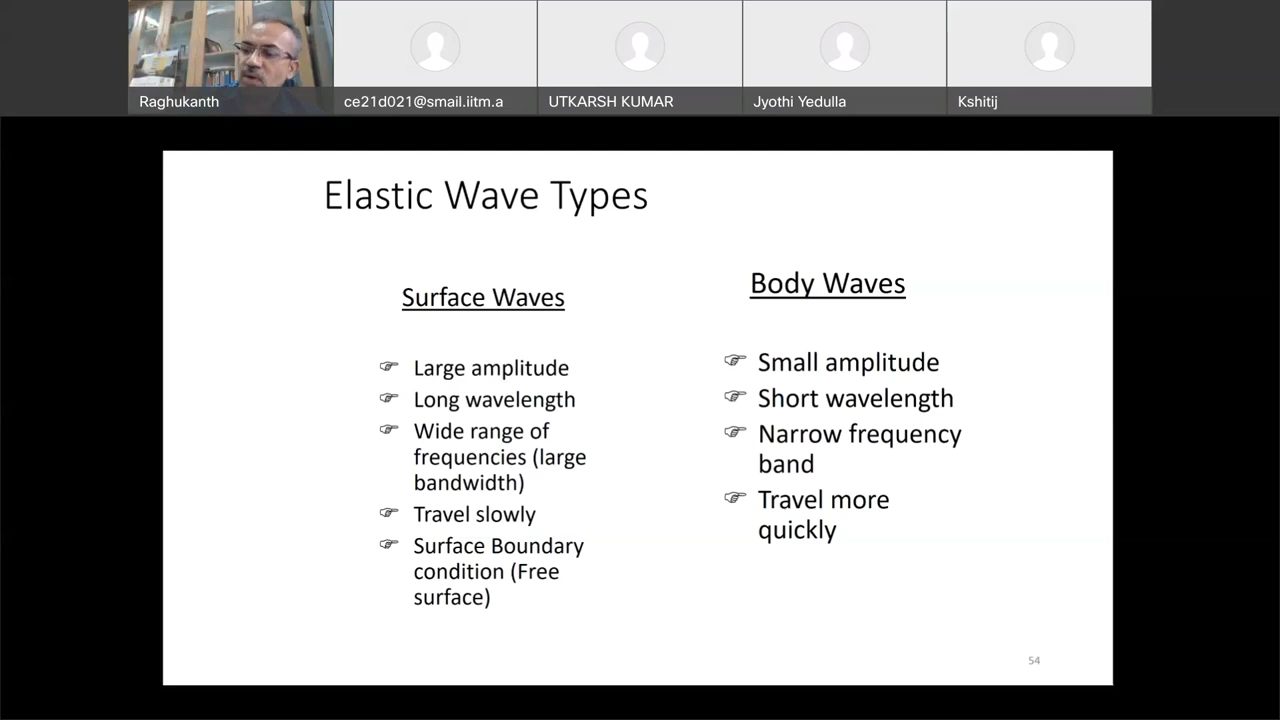 Raghukanth
ce21d021@smail.iitm.a
UTKARSH KUMAR
Jyothi Yedulla
Kshitij
Elastic Wave Types
Surface Waves
Large amplitude
Long wavelength
Wide range of
frequencies (large
bandwidth)
Travel slowly
Surface Boundary
condition (Free
surface)
Body Waves
Small amplitude
Short wavelength
Narrow frequency
band
Travel more
quickly
54